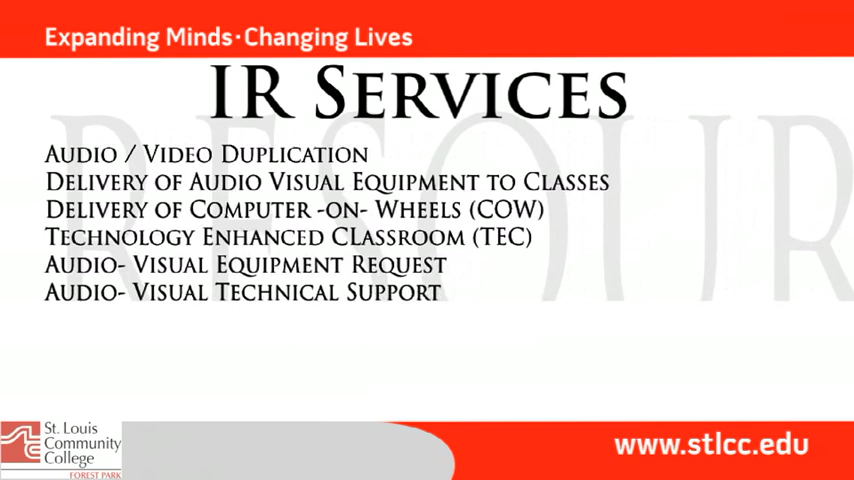 Expanding Minds·Changing Lives
IR SERVICES
RESOUR
AUDIO / VIDEO DUPLICATION
DELIVERY OF AUDIO VISUAL EQUIPMENT TO CLASSES
DELIVERY OF COMPUTER -ON- WHEELS (COW)
TECHNOLOGY ENHANCED CLASSROOM (TEC)
AUDIO- VISUAL EQUIPMENT REQUEST
AUDIO- VISUAL TECHNICAL SUPPORT
St. Louis
Community
College
FOREST PARK
www.stlcc.edu